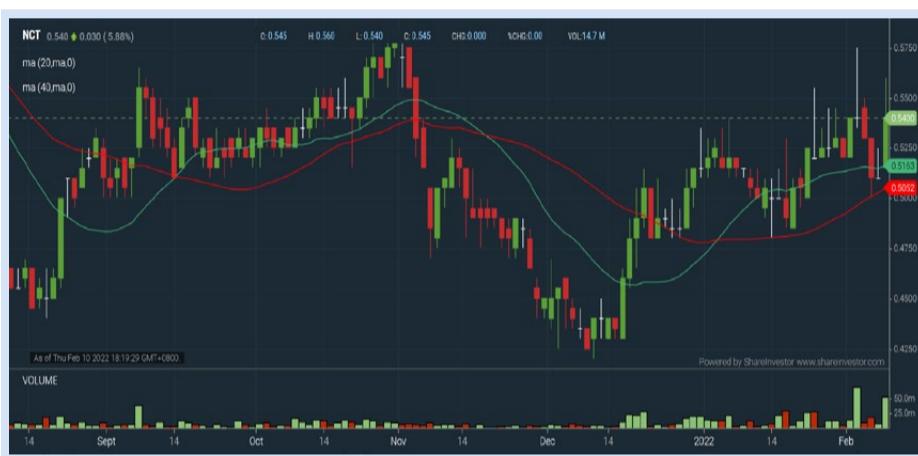 NCT 0.540 0.030 ( 5.88%) O: 0.545 H: 0.560 L: 0.540 C: 0.545 CHG:0.000 %CHG:0.00 VOL:14.7 M
ma (20,ma,0)
ma (40,ma,0)
0.5750
0.5500
0.5400
0.5250
0.5163
0.5052
0.5000
0.4750
0.4500
0.4250
As of Thu Feb 10 2022 18:19:29 GMT+0800
Powered by ShareInvestor www.shareinvestor.com
VOLUME
50.0m
25.0m
14 Sept 14 Oct 14 Nov 14 Dec 14 2022 14 Feb